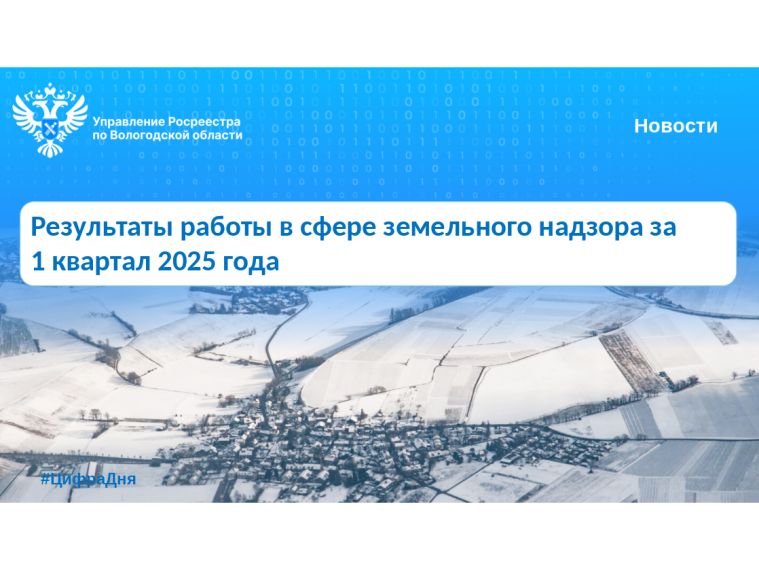 Управление Росреестра
по Вологодской области
Новости
Результаты работы в сфере земельного надзора за
1 квартал 2025 года
#ЦифраДня